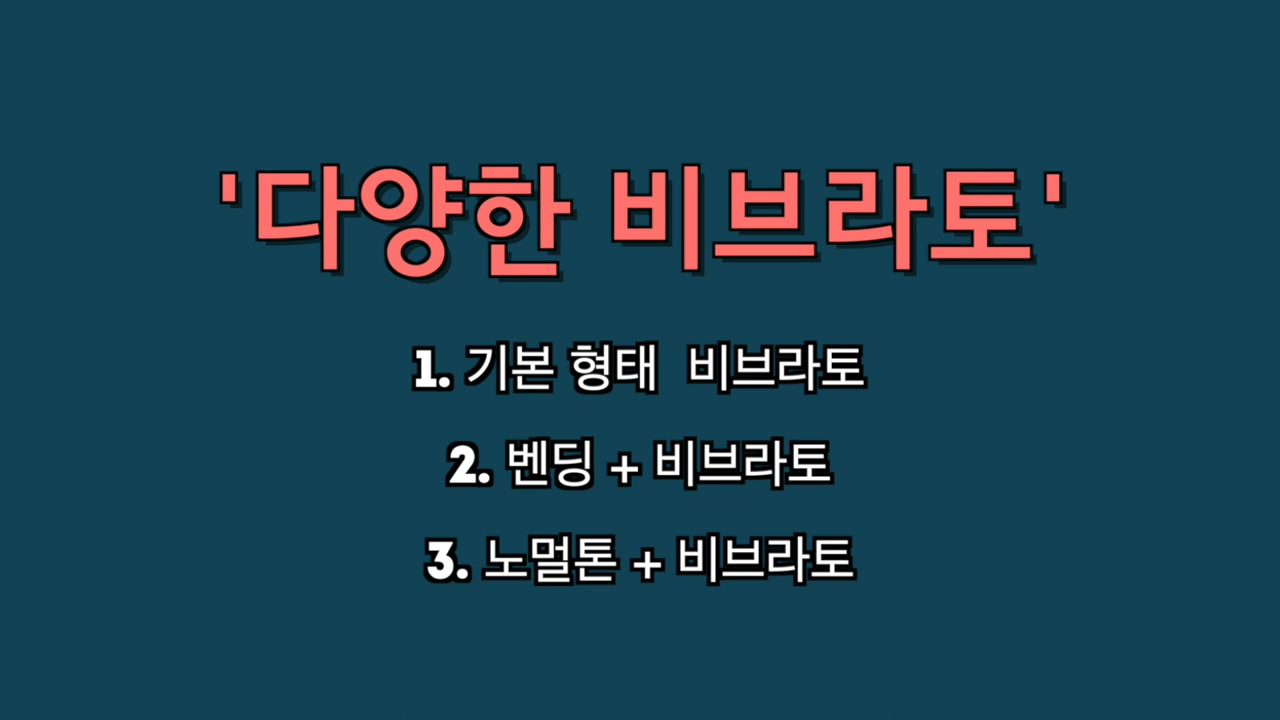 '다양한 비브라토'
1. 기본 형태 비브라토
2. 벤딩 + 비브라토
3. 노멀톤 + 비브라토